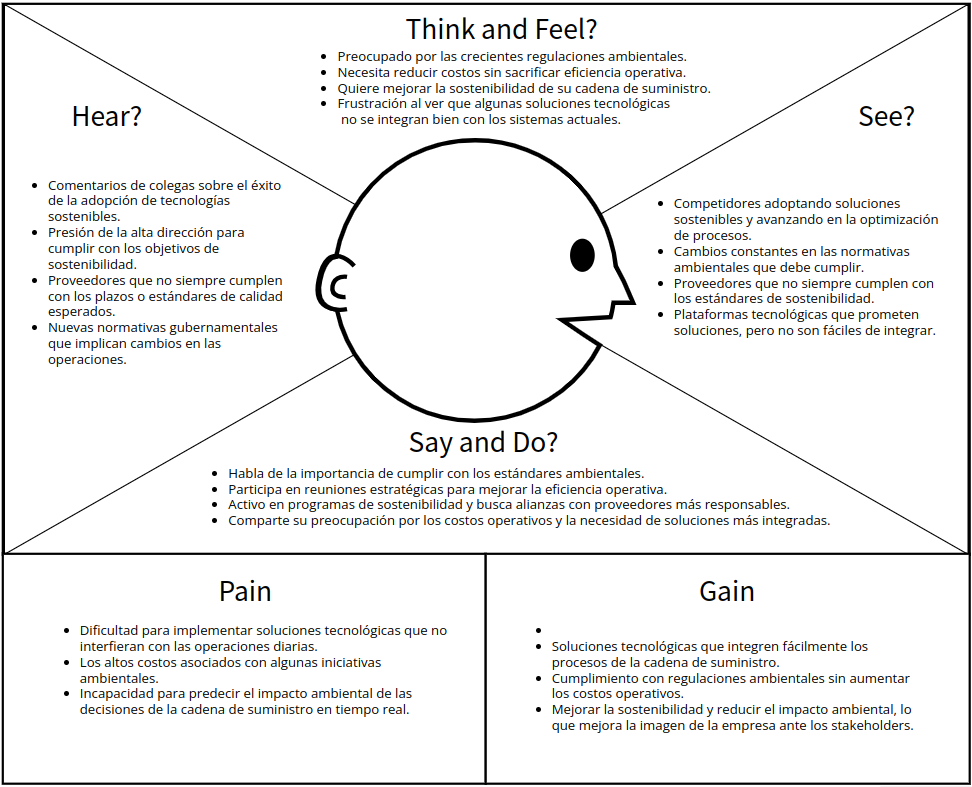 Think and Feel?
• Preocupado por las crecientes regulaciones ambientales.
• Necesita reducir costos sin sacrificar eficiencia operativa.
• Quiere mejorar la sostenibilidad de su cadena de suministro.
• Frustración al ver que algunas soluciones tecnológicas
no se integran bien con los sistemas actuales.
Hear?
• Comentarios de colegas sobre el éxito
de la adopción de tecnologías
sostenibles.
• Presión de la alta dirección para
cumplir con los objetivos de
sostenibilidad.
• Proveedores que no siempre cumplen
con los plazos o estándares de calidad
esperados.
• Nuevas normativas gubernamentales
que implican cambios en las
operaciones.
See?
• Competidores adoptando soluciones
sostenibles y avanzando en la optimización
de procesos.
• Cambios constantes en las normativas
ambientales que debe cumplir.
• Proveedores que no siempre cumplen con
los estándares de sostenibilidad.
• Plataformas tecnológicas que prometen
soluciones, pero no son fáciles de integrar.
Say and Do?
• Habla de la importancia de cumplir con los estándares ambientales.
• Participa en reuniones estratégicas para mejorar la eficiencia operativa.
• Activo en programas de sostenibilidad y busca alianzas con proveedores más responsables.
• Comparte su preocupación por los costos operativos y la necesidad de soluciones más integradas.
Pain
• Dificultad para implementar soluciones tecnológicas que no
interfieran con las operaciones diarias.
• Los altos costos asociados con algunas iniciativas
ambientales.
• Incapacidad para predecir el impacto ambiental de las
decisiones de la cadena de suministro en tiempo real.
Gain
•
• Soluciones tecnológicas que integren fácilmente los
procesos de la cadena de suministro.
• Cumplimiento con regulaciones ambientales sin aumentar
los costos operativos.
• Mejorar la sostenibilidad y reducir el impacto ambiental, lo
que mejora la imagen de la empresa ante los stakeholders.